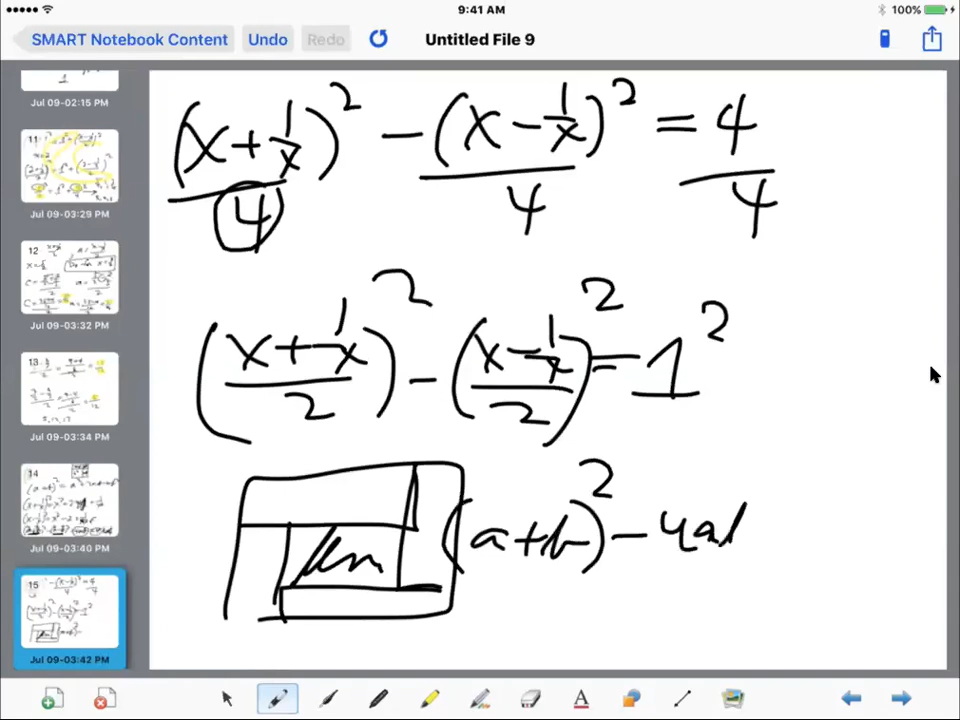 9:41 AM
100%
SMART Notebook Content
Undo
Redo
Untitled File 9
1
Jul 09-02:15 PM
11
Jul 09-03:29 PM
12
Jul 09-03:32 PM
13
Jul 09-03:34 PM
14
Jul 09-03:40 PM
15
Jul 09-03:42 PM
(x + 1/x)² / 4 − (x − 1/x)² / 4 = 4 / 4
((x + 1/x) / 2)² − ((x − 1/x) / 2)² = 1²
(a+b)² − 4ab
A